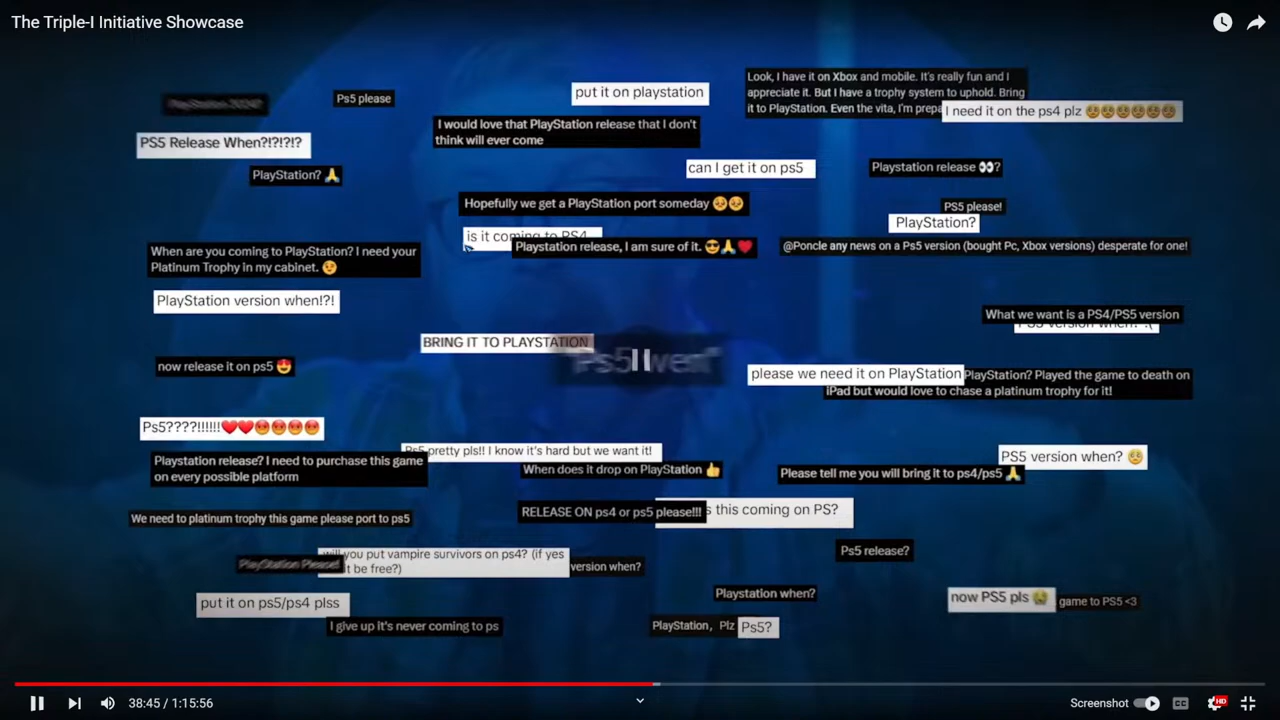 The Triple-I Initiative Showcase
Ps5 please
put it on playstation
Look, I have it on Xbox and mobile. It's really fun and I
appreciate it. But I have a trophy system to uphold. Bring
it to PlayStation. Even the vita, I'm
I need it on the ps4 plz 🥺🥺🥺🥺🥺🥺
I would love that PlayStation release that I don't
think will ever come
PS5 Release When?!?!?!?
PlayStation? 🙏
can I get it on ps5
Playstation release 👀?
Hopefully we get a PlayStation port someday 🥺🥺
PS5 please!
PlayStation?
is it coming to PS4
Playstation release, I am sure of it. 😎🙏❤️
@Poncle any news on a Ps5 version (bought Pc, Xbox versions) desperate for one!
When are you coming to PlayStation? I need your
Platinum Trophy in my cabinet. 😉
PlayStation version when!?!
What we want is a PS4/PS5 version
BRING IT TO PLAYSTATION
now release it on ps5 😍
please we need it on PlayStation
PlayStation? Played the game to death on
iPad but would love to chase a platinum trophy for it!
Ps5????!!!!!!❤️❤️😡😡😡😡
Ps5 pretty pls!! I know it's hard but we want it!
Playstation release? I need to purchase this game
on every possible platform
When does it drop on PlayStation 👍
PS5 version when? 🥺
Please tell me you will bring it to ps4/ps5 🙏
We need to platinum trophy this game please port to ps5
RELEASE ON ps4 or ps5 please!!!
this coming on PS?
Ps5 release?
PlayStation Please!
will you put vampire survivors on ps4? (if yes
it be free?)
version when?
Playstation when?
put it on ps5/ps4 plss
now PS5 pls 😭
game to PS5 <3
I give up it's never coming to ps
PlayStation, Plz
Ps5?
38:45 / 1:15:56
Screenshot
CC
HD